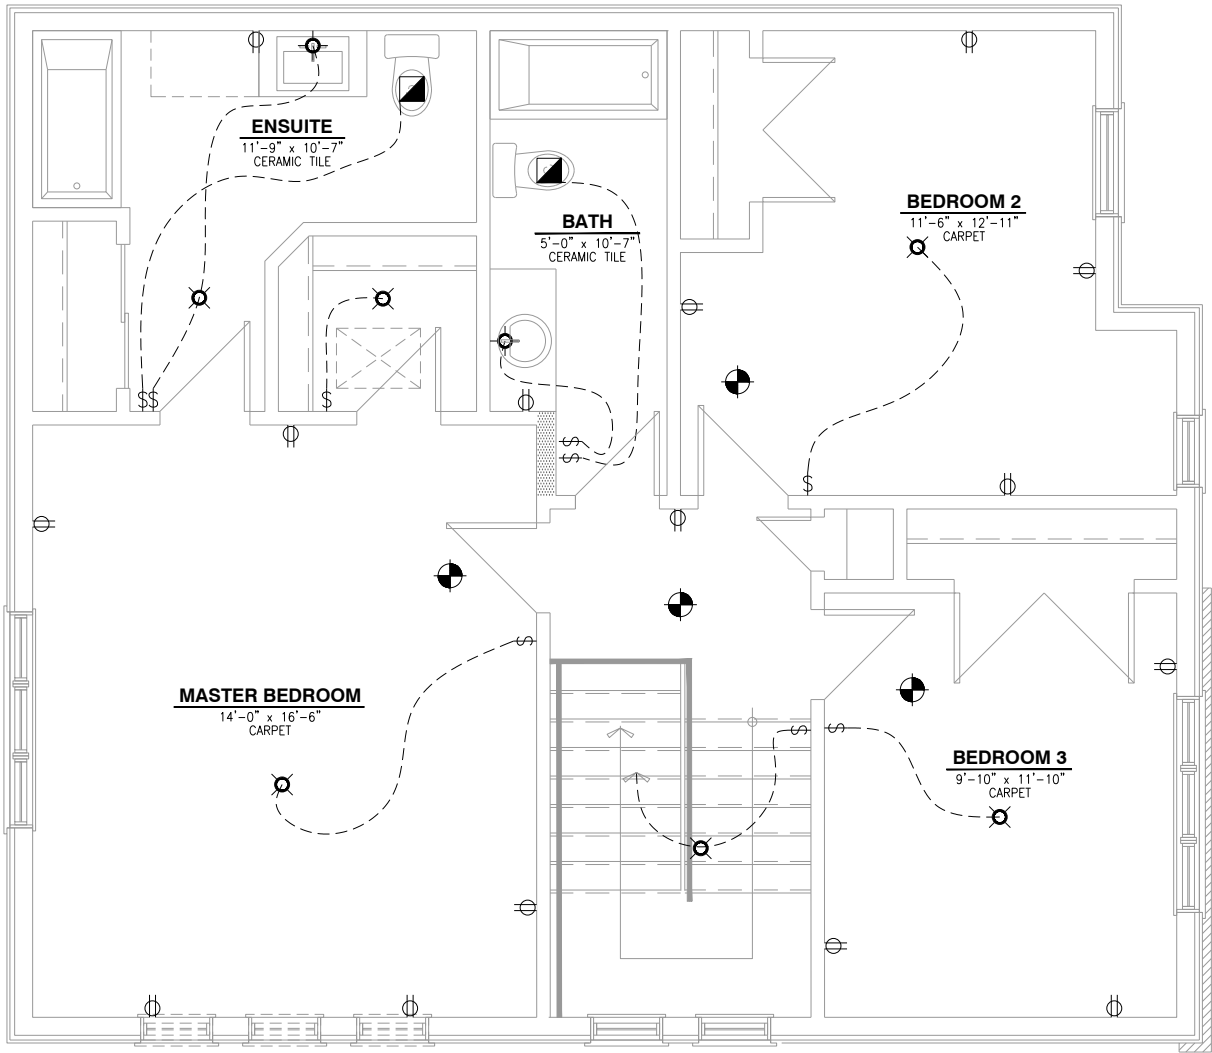 ENSUITE
11'-9" x 10'-7"
CERAMIC TILE
BATH
5'-0" x 10'-7"
CERAMIC TILE
BEDROOM 2
11'-6" x 12'-11"
CARPET
$$
$
$
$
$
$
MASTER BEDROOM
14'-0" x 16'-6"
CARPET
$
$
BEDROOM 3
9'-10" x 11'-10"
CARPET